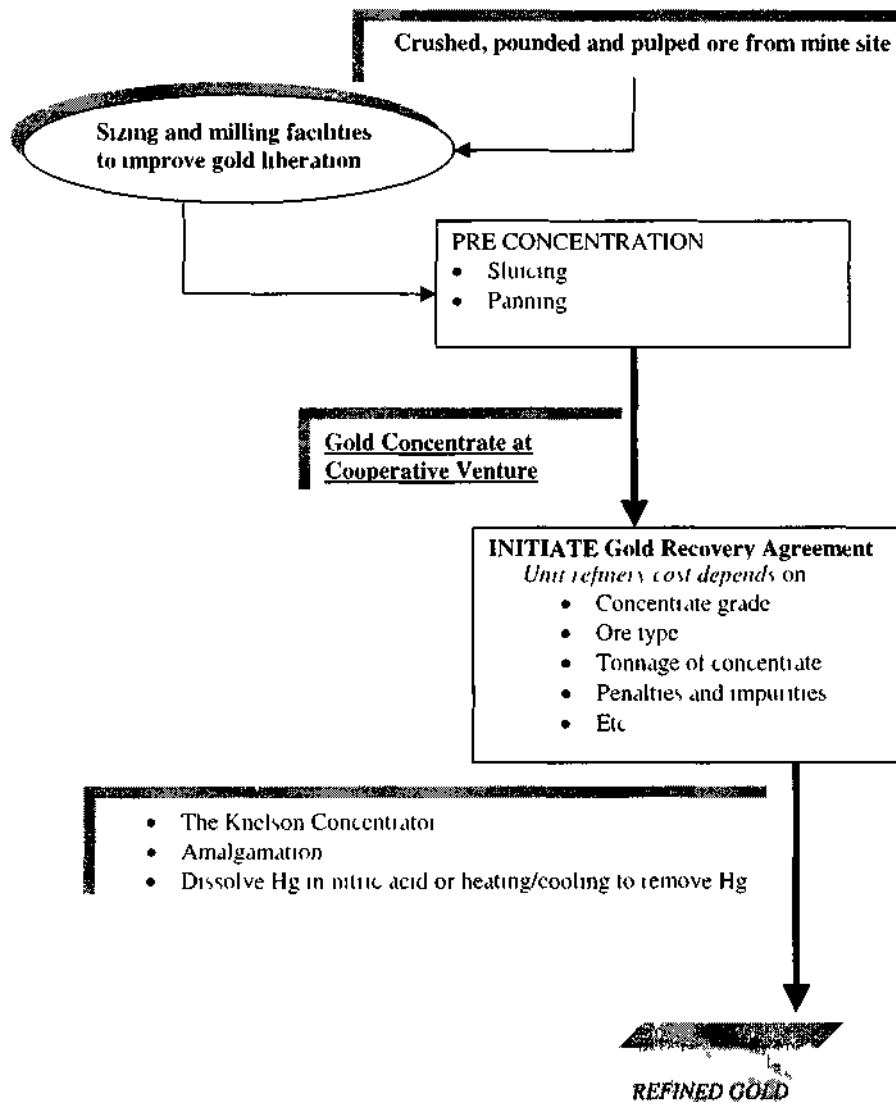 Crushed, pounded and pulped ore from mine site
Sizing and milling facilities
to improve gold liberation
PRE CONCENTRATION
• Sluicing
• Panning
Gold Concentrate at
Cooperative Venture
INITIATE Gold Recovery Agreement
Unit refinery cost depends on
• Concentrate grade
• Ore type
• Tonnage of concentrate
• Penalties and impurities
• Etc
• The Knelson Concentrator
• Amalgamation
• Dissolve Hg in nitric acid or heating/cooling to remove Hg
REFINED GOLD